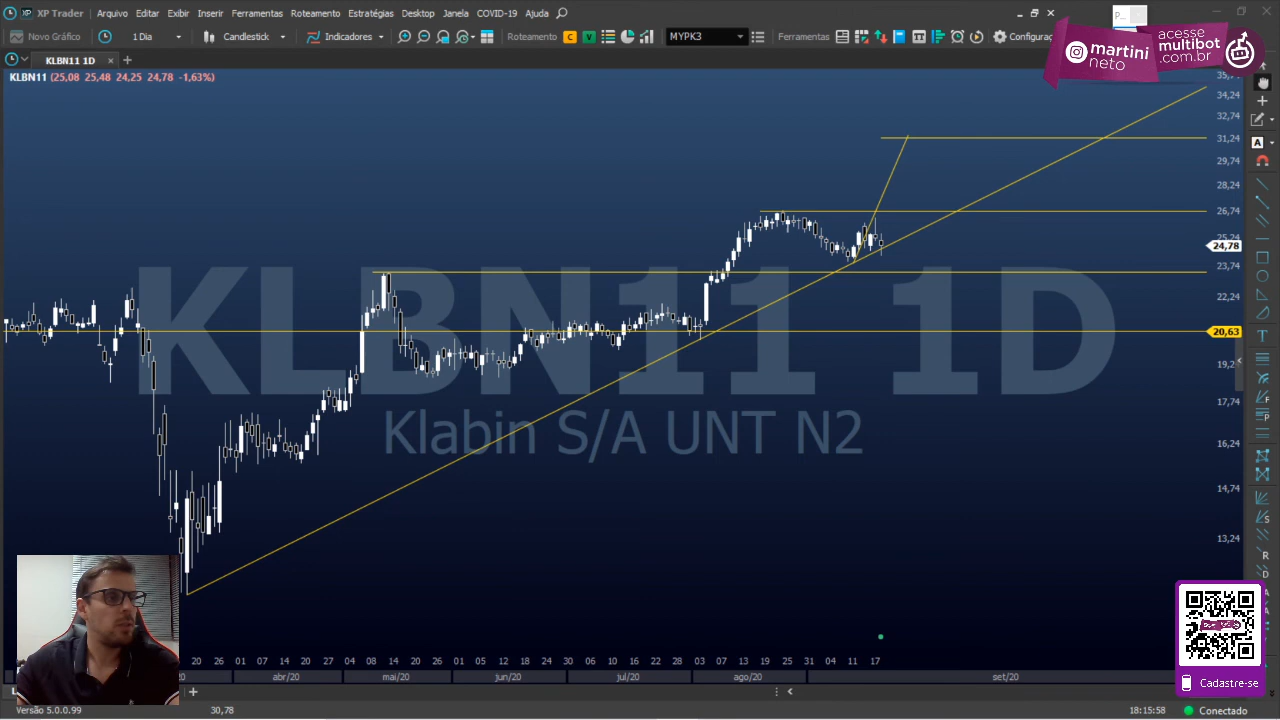 XP XP Trader Arquivo Editar Exibir Inserir Ferramentas Roteamento Estratégias Desktop Janela COVID-19 Ajuda
Novo Gráfico 1 Dia Candlestick Indicadores Roteamento C V MYPK3 Ferramentas Configuraç
P...
martini
neto
acesse
multibot
.com.br
KLBN11 1D
KLBN11 (25,08 25,48 24,25 24,78 -1,63%)
KLBN11 1D
Klabin S/A UNT N2
34,24
32,74
31,24
29,74
28,24
26,74
25,24
24,78
23,74
22,24
20,63
19,2
17,74
16,24
14,74
13,24
20 26 01 07 14 20 27 04 08 14 20 26 01 05 12 18 24 30 06 10 16 22 28 03 07 13 19 25 31 04 11 17
20 abr/20 mai/20 jun/20 jul/20 ago/20 set/20
Cadastre-se
Versão 5.0.0.99 30,78 18:15:58 Conectado